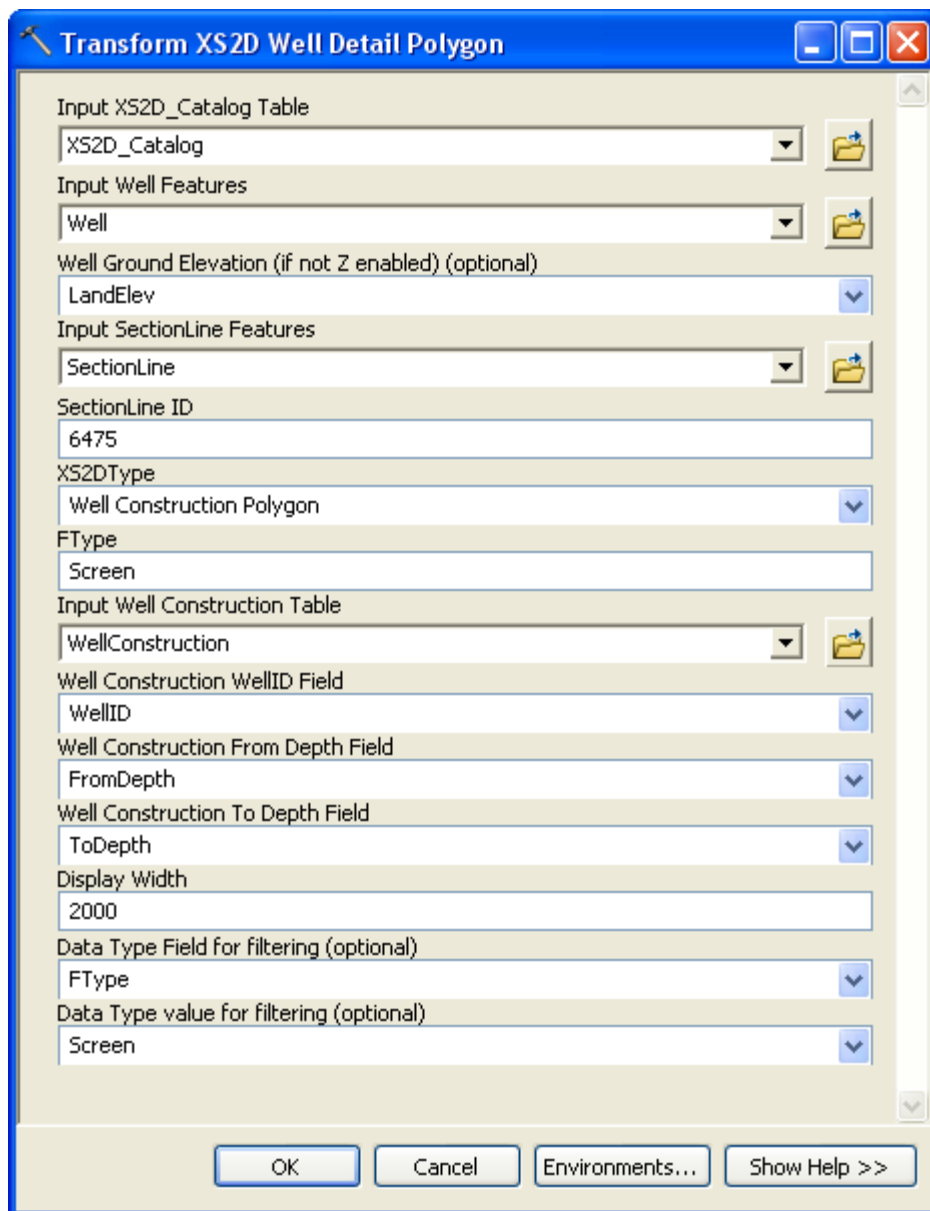 Transform XS2D Well Detail Polygon
Input XS2D_Catalog Table
XS2D_Catalog
Input Well Features
Well
Well Ground Elevation (if not Z enabled) (optional)
LandElev
Input SectionLine Features
SectionLine
SectionLine ID
6475
XS2DType
Well Construction Polygon
FType
Screen
Input Well Construction Table
WellConstruction
Well Construction WellID Field
WellID
Well Construction From Depth Field
FromDepth
Well Construction To Depth Field
ToDepth
Display Width
2000
Data Type Field for filtering (optional)
FType
Data Type value for filtering (optional)
Screen
OK Cancel Environments... Show Help >>